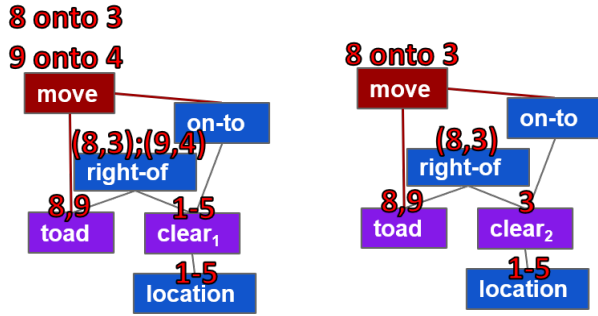 8 onto 3
9 onto 4
move
on-to
(8,3);(9,4)
right-of
8,9
1-5
toad
clear₁
1-5
location
8 onto 3
move
on-to
(8,3)
right-of
8,9
3
toad
clear₂
1-5
location